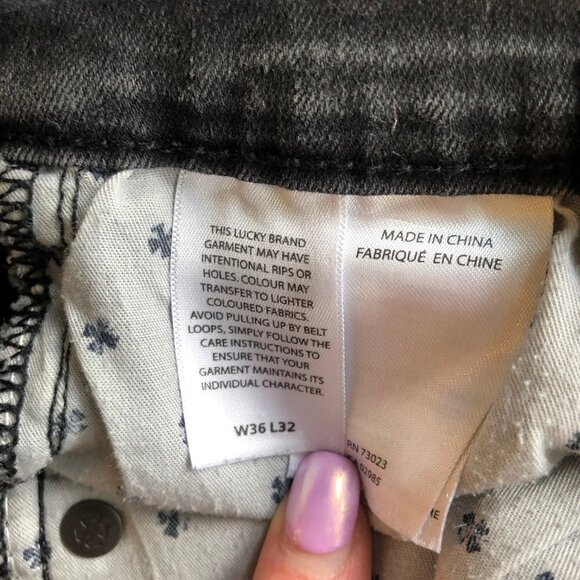 THIS LUCKY BRAND
GARMENT MAY HAVE
INTENTIONAL RIPS OR
HOLES. COLOUR MAY
TRANSFER TO LIGHTER
COLOURED FABRICS.
AVOID PULLING UP BY BELT
LOOPS, SIMPLY FOLLOW THE
CARE INSTRUCTIONS TO
ENSURE THAT YOUR
GARMENT MAINTAINS ITS
INDIVIDUAL CHARACTER.
W36 L32
MADE IN CHINA
FABRIQUÉ EN CHINE
RN 73023
02985